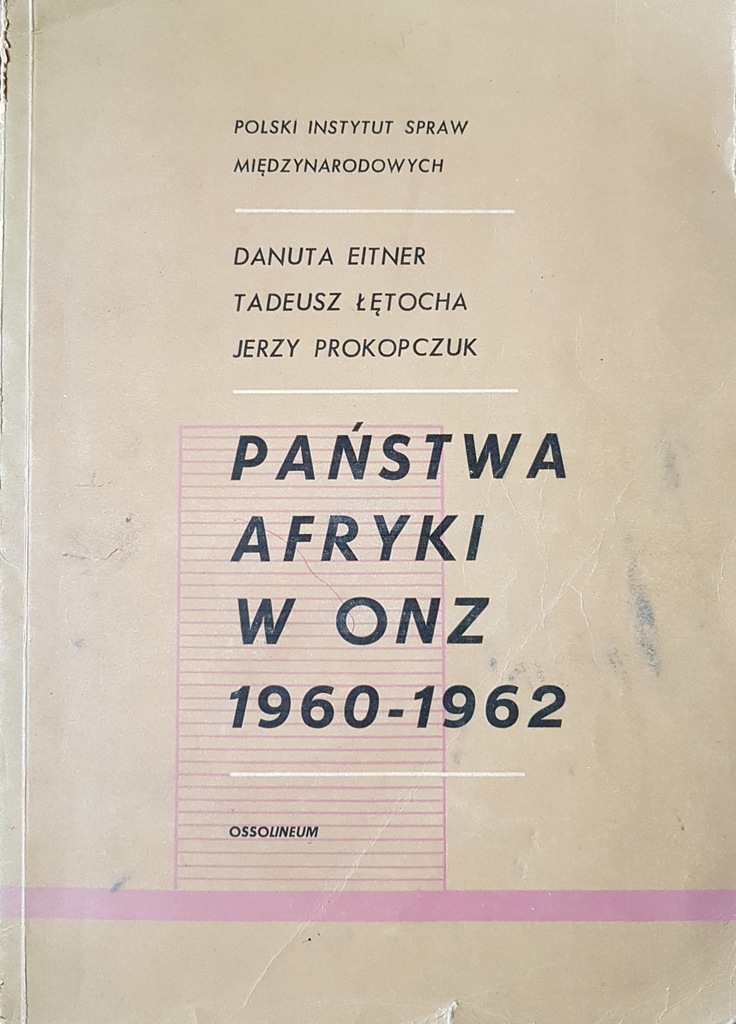 POLSKI INSTYTUT SPRAW
MIĘDZYNARODOWYCH
DANUTA EITNER
TADEUSZ ŁĘTOCHA
JERZY PROKOPCZUK
PAŃSTWA
AFRYKI
W ONZ
1960-1962
OSSOLINEUM